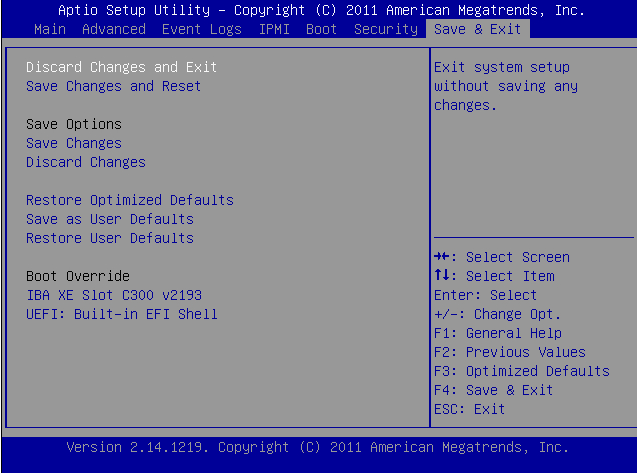 Aptio Setup Utility – Copyright (C) 2011 American Megatrends, Inc.
Main Advanced Event Logs IPMI Boot Security Save & Exit
Discard Changes and Exit
Save Changes and Reset
Save Options
Save Changes
Discard Changes
Restore Optimized Defaults
Save as User Defaults
Restore User Defaults
Boot Override
IBA XE Slot C300 v2193
UEFI: Built-in EFI Shell
Exit system setup
without saving any
changes.
→←: Select Screen
↑↓: Select Item
Enter: Select
+/-: Change Opt.
F1: General Help
F2: Previous Values
F3: Optimized Defaults
F4: Save & Exit
ESC: Exit
Version 2.14.1219. Copyright (C) 2011 American Megatrends, Inc.